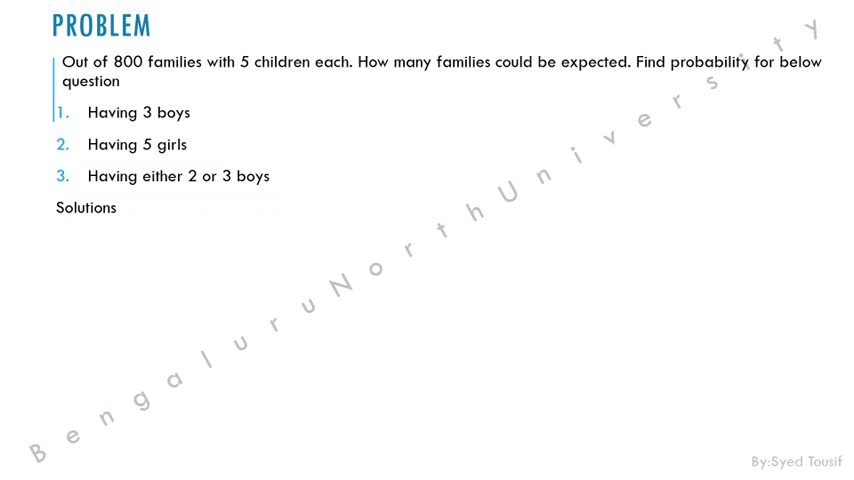 PROBLEM
Out of 800 families with 5 children each. How many families could be expected. Find probability for below
question
1. Having 3 boys
2. Having 5 girls
3. Having either 2 or 3 boys
Solutions
BengaluruNorthUniversity
By:Syed Tousif